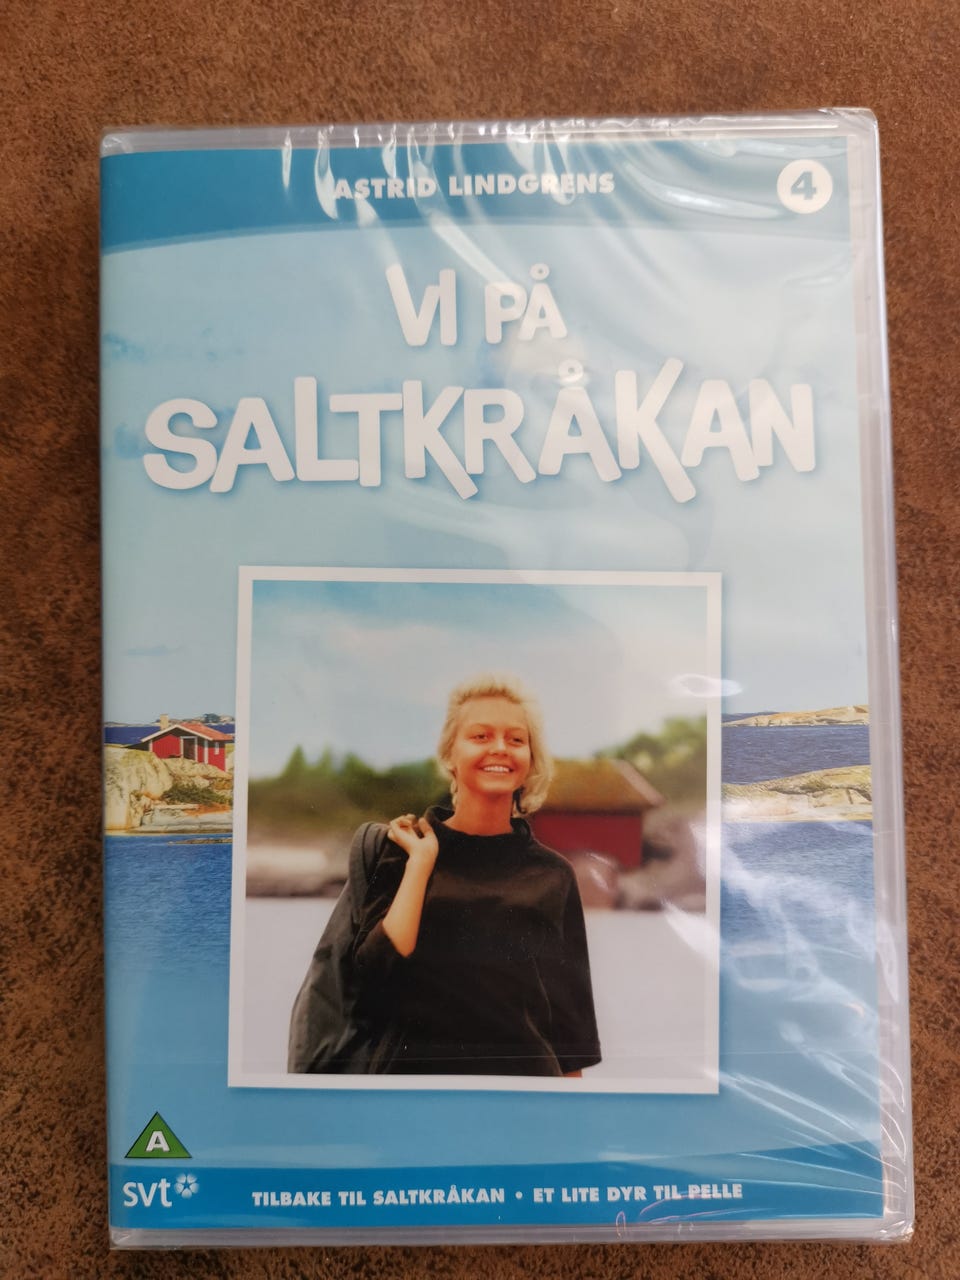 ASTRID LINDGRENS
4
VI PÅ
SALTKRÅKAN
A
svt
TILBAKE TIL SALTKRÅKAN • ET LITE DYR TIL PELLE